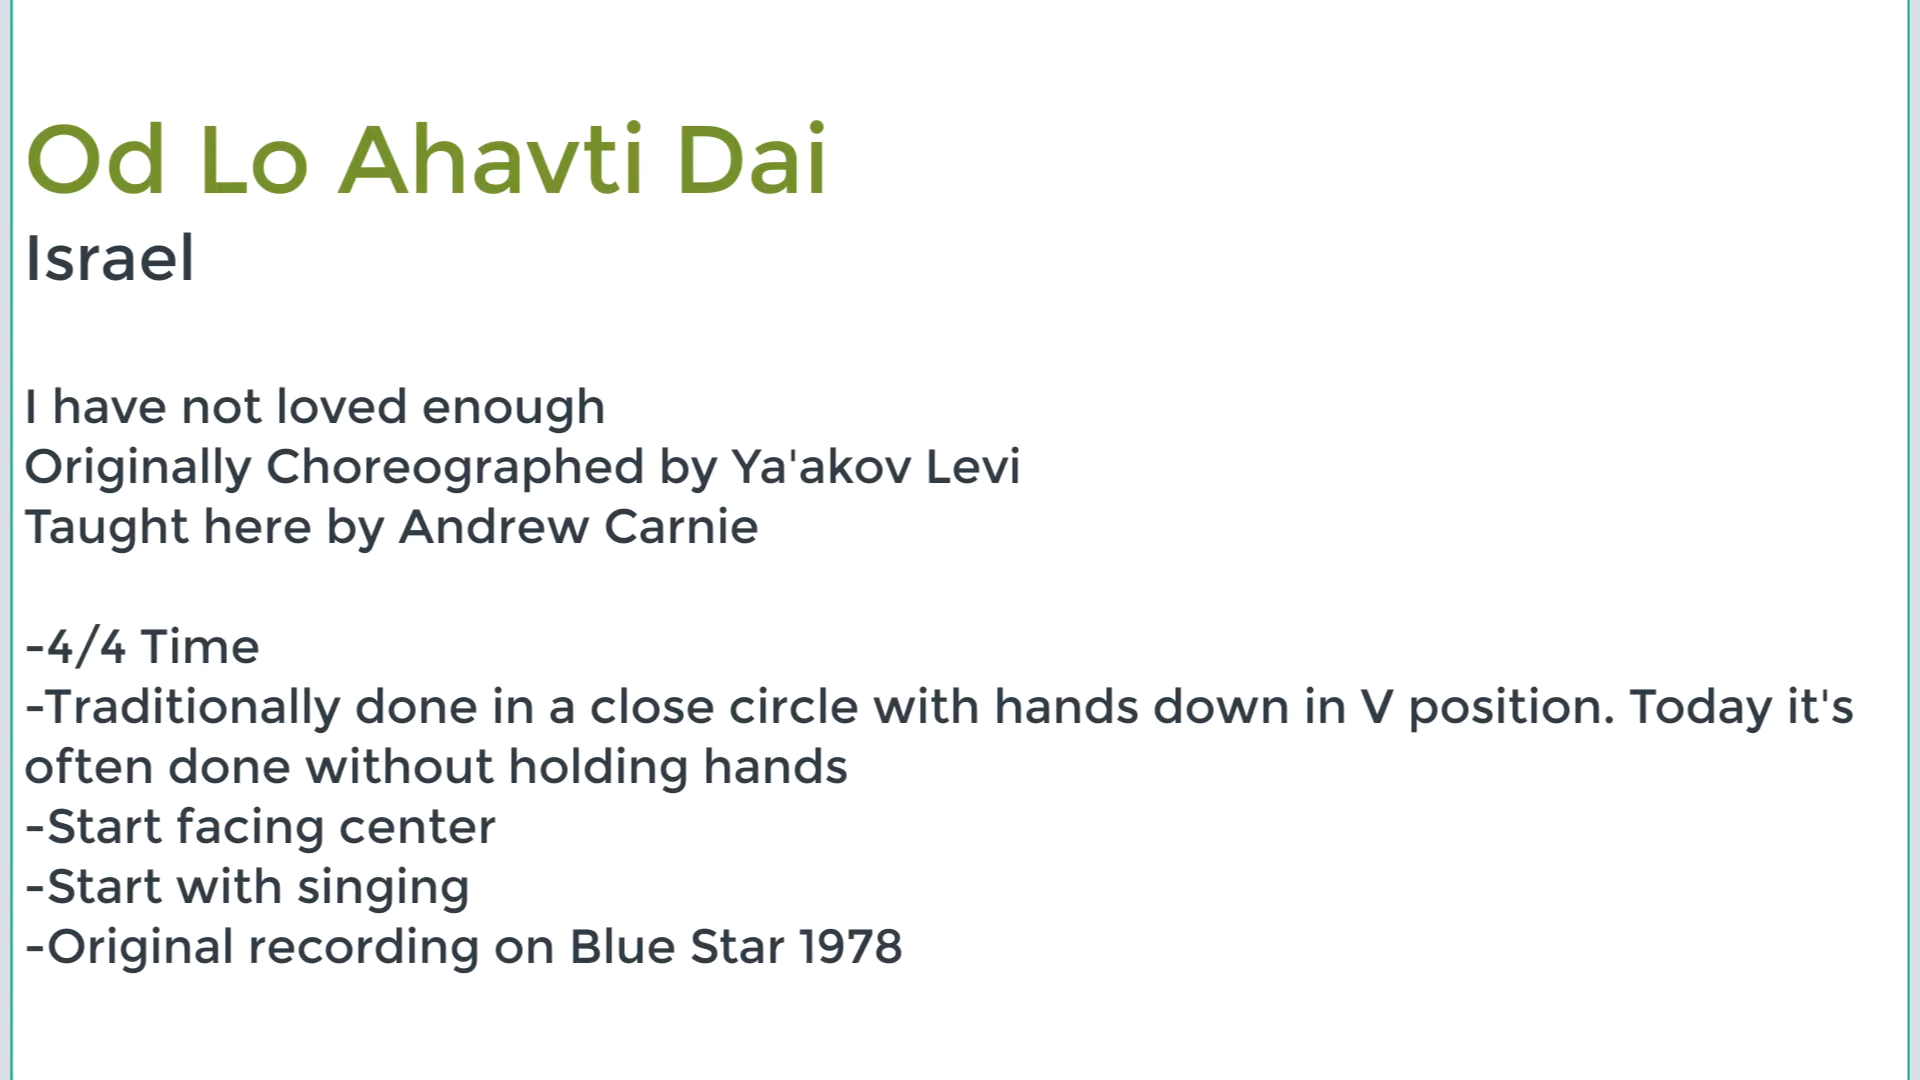 Od Lo Ahavti Dai
Israel
I have not loved enough
Originally Choreographed by Ya'akov Levi
Taught here by Andrew Carnie
-4/4 Time
-Traditionally done in a close circle with hands down in V position. Today it's
often done without holding hands
-Start facing center
-Start with singing
-Original recording on Blue Star 1978